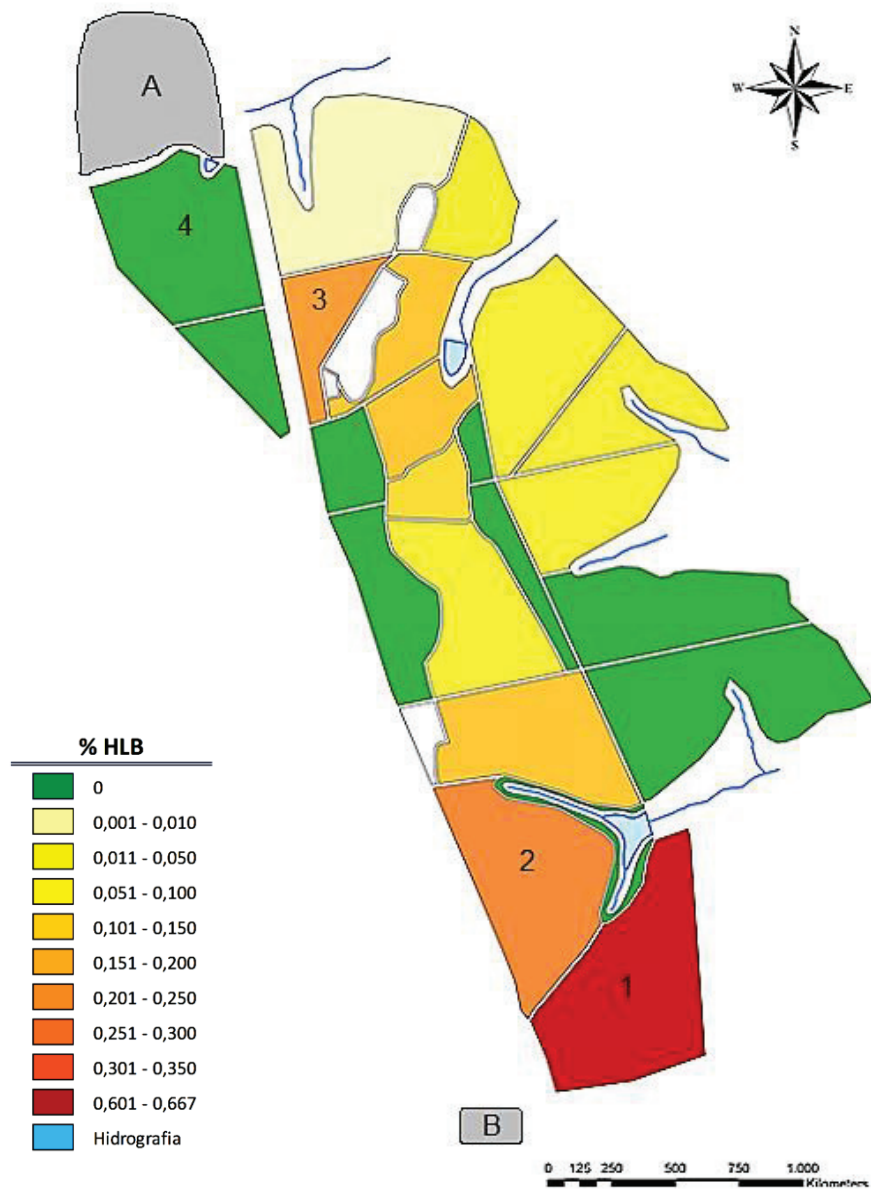 A
N
W
E
S
4
3
2
1
% HLB
0
0,001 - 0,010
0,011 - 0,050
0,051 - 0,100
0,101 - 0,150
0,151 - 0,200
0,201 - 0,250
0,251 - 0,300
0,301 - 0,350
0,601 - 0,667
Hidrografia
B
0 125 250 500 750 1.000
Kilometers